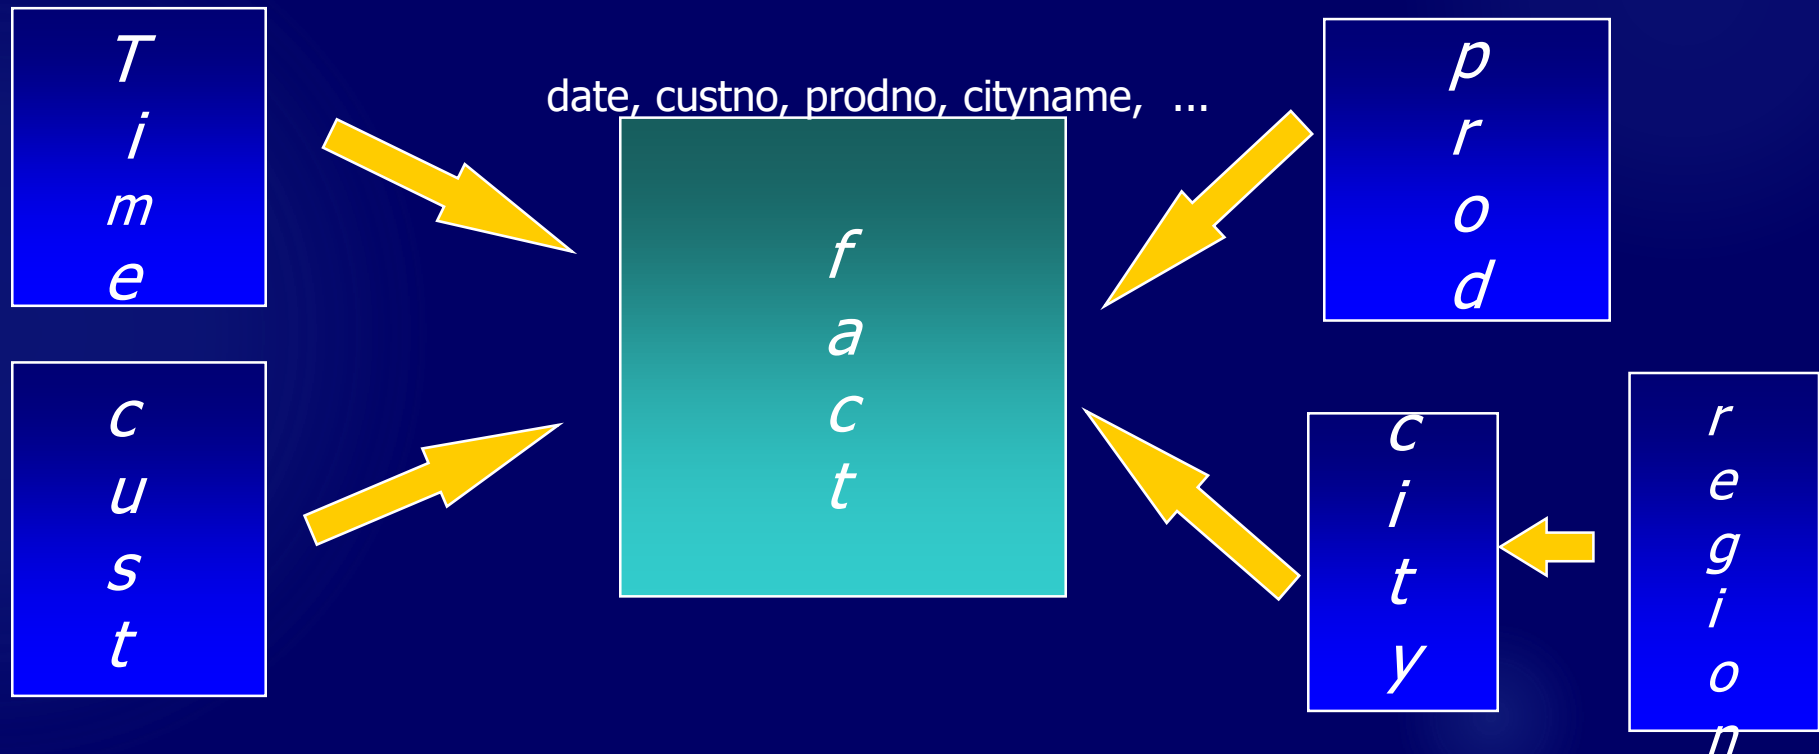 Time
date, custno, prodno, cityname, ...
prod
fact
cust
city
region